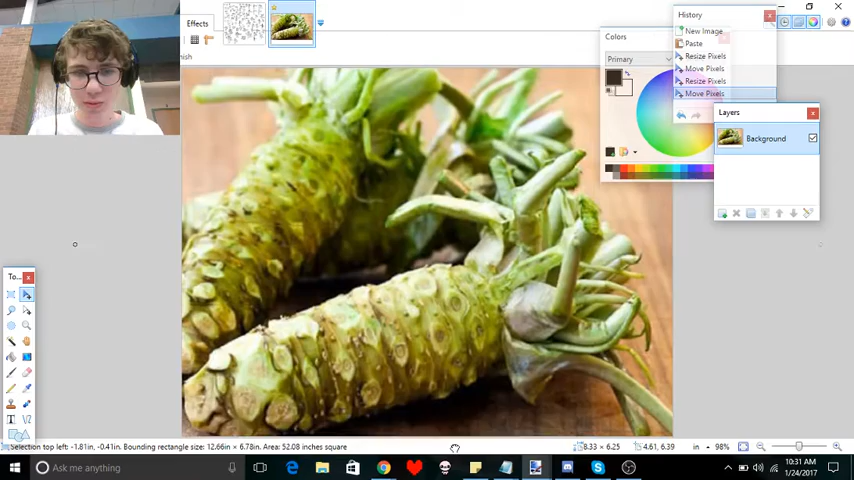 Effects
History
New Image
Paste
Resize Pixels
Move Pixels
Resize Pixels
Move Pixels
Colors
Primary
Layers
Background
To...
Selection top left: -1.81in, -0.41in. Bounding rectangle size: 12.66in × 6.78in. Area: 52.08 inches square
8.33 × 6.25
4.61, 6.39
in
98%
Ask me anything
10:31 AM
1/24/2017